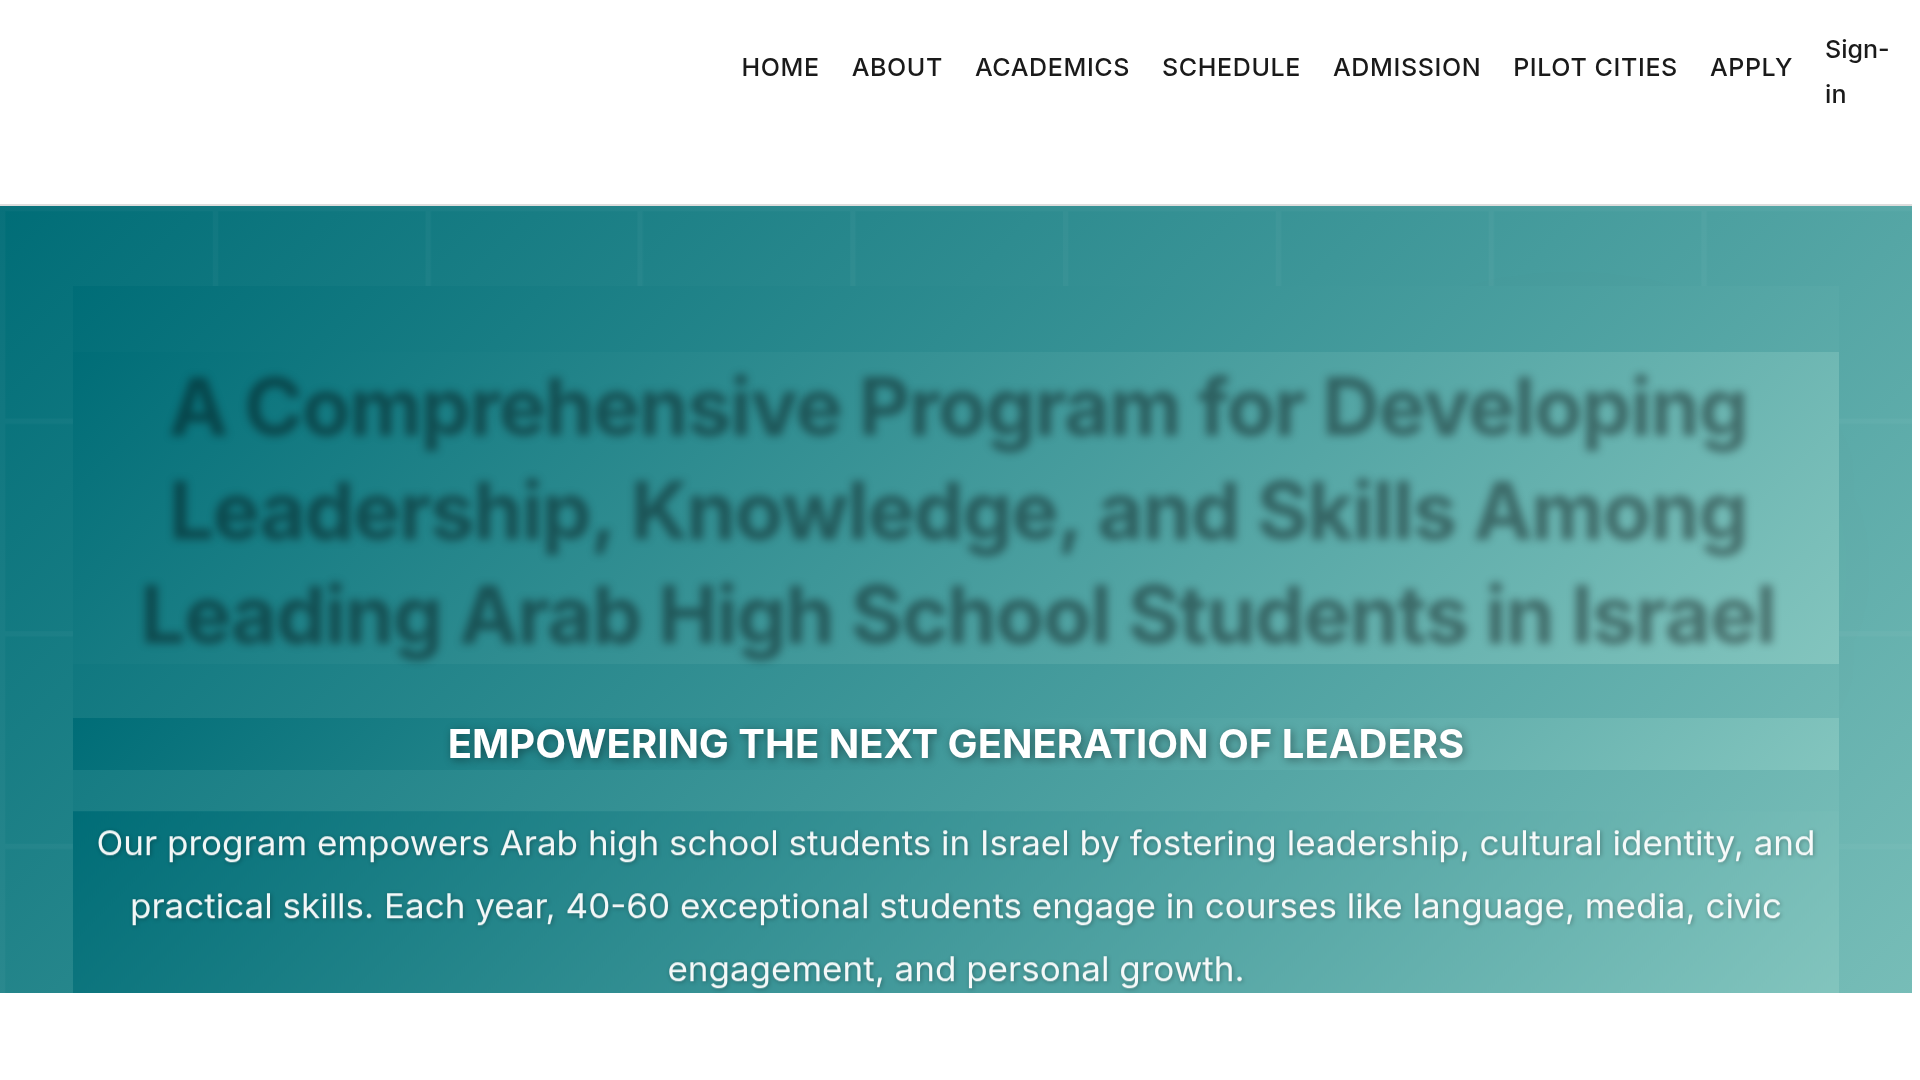 HOME ABOUT ACADEMICS SCHEDULE ADMISSION PILOT CITIES APPLY Sign-
in
A Comprehensive Program for Developing
Leadership, Knowledge, and Skills Among
Leading Arab High School Students in Israel
EMPOWERING THE NEXT GENERATION OF LEADERS
Our program empowers Arab high school students in Israel by fostering leadership, cultural identity, and
practical skills. Each year, 40-60 exceptional students engage in courses like language, media, civic
engagement, and personal growth.